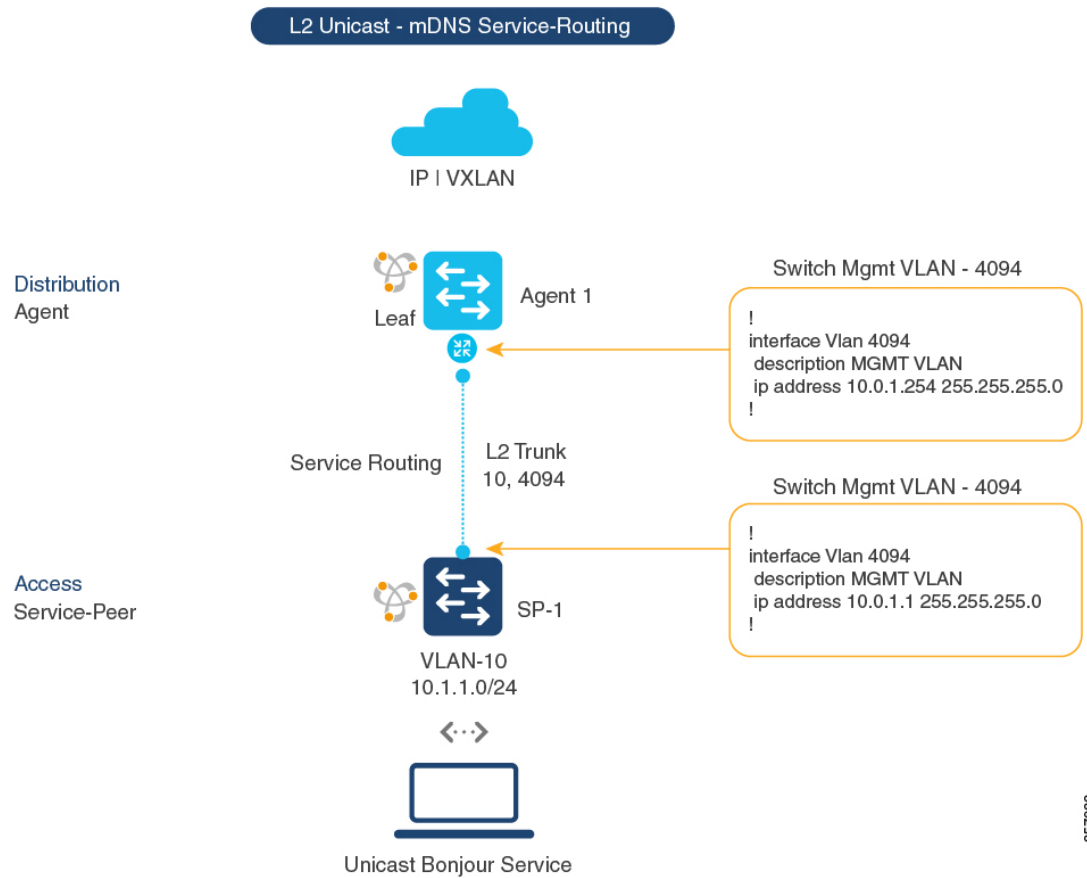 L2 Unicast - mDNS Service-Routing
IP | VXLAN
Distribution
Agent
Leaf
Agent 1
Switch Mgmt VLAN - 4094
!
interface Vlan 4094
description MGMT VLAN
ip address 10.0.1.254 255.255.255.0
!
Service Routing
L2 Trunk
10, 4094
Switch Mgmt VLAN - 4094
!
interface Vlan 4094
description MGMT VLAN
ip address 10.0.1.1 255.255.255.0
!
Access
Service-Peer
SP-1
VLAN-10
10.1.1.0/24
Unicast Bonjour Service